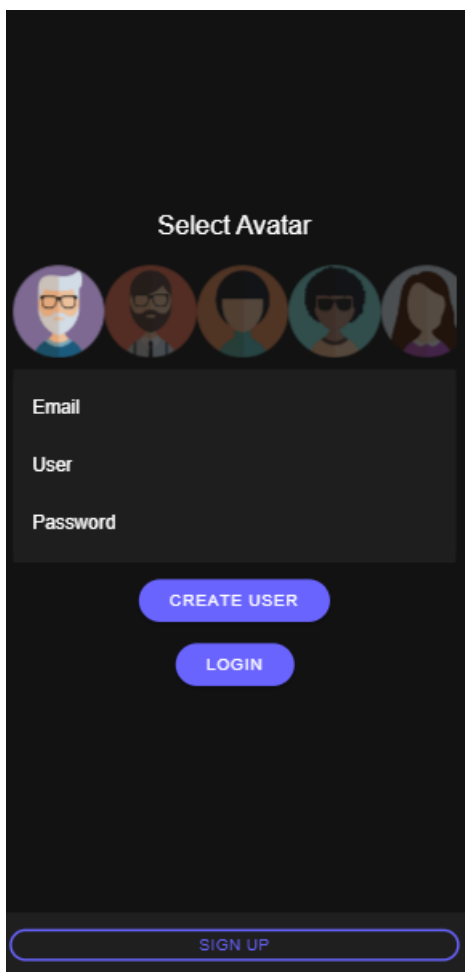 Select Avatar
Email
User
Password
CREATE USER
LOGIN
SIGN UP